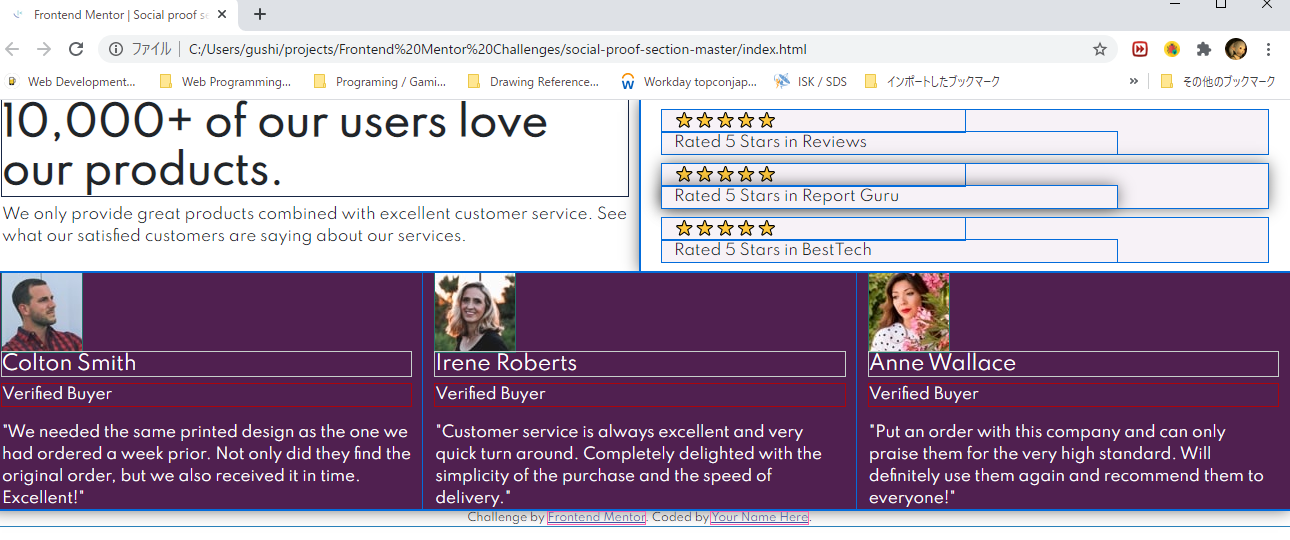 Frontend Mentor | Social proof se
ファイル
C:/Users/gushi/projects/Frontend%20Mentor%20Challenges/social-proof-section-master/index.html
Web Development...
Web Programming...
Programing / Gami...
Drawing Reference...
Workday topconjap...
ISK / SDS
インポートしたブックマーク
»
その他のブックマーク
10,000+ of our users love
our products.
We only provide great products combined with excellent customer service. See
what our satisfied customers are saying about our services.
Rated 5 Stars in Reviews
Rated 5 Stars in Report Guru
Rated 5 Stars in BestTech
Colton Smith
Verified Buyer
"We needed the same printed design as the one we
had ordered a week prior. Not only did they find the
original order, but we also received it in time.
Excellent!"
Irene Roberts
Verified Buyer
"Customer service is always excellent and very
quick turn around. Completely delighted with the
simplicity of the purchase and the speed of
delivery."
Anne Wallace
Verified Buyer
"Put an order with this company and can only
praise them for the very high standard. Will
definitely use them again and recommend them to
everyone!"
Challenge by Frontend Mentor. Coded by Your Name Here.